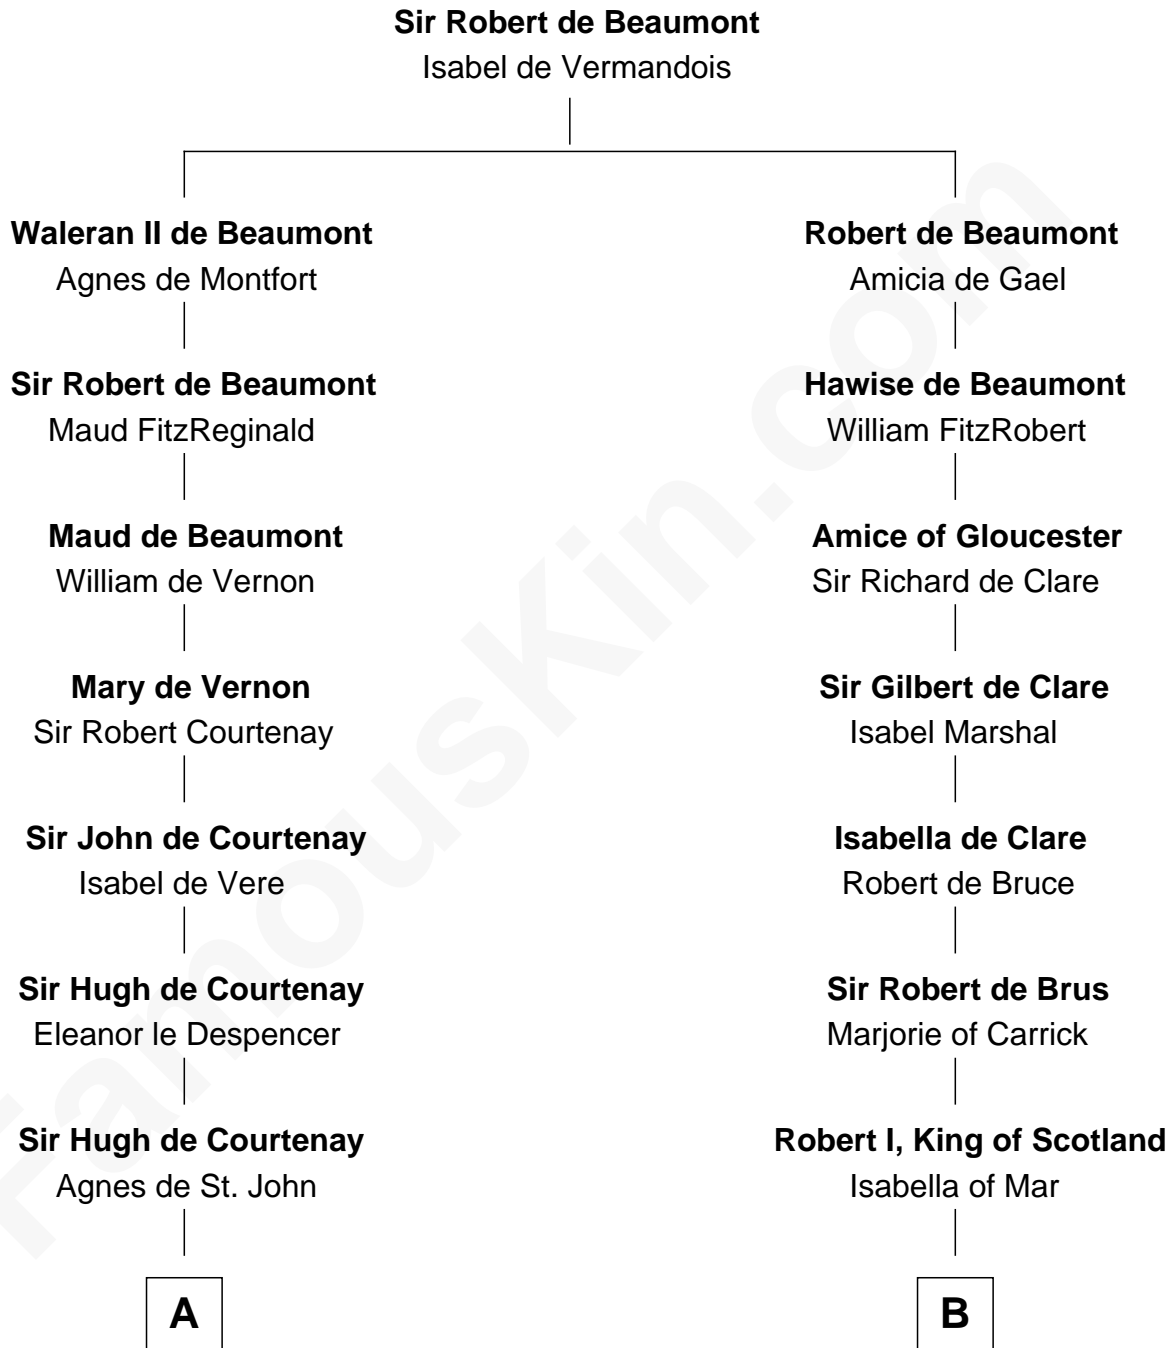 Sir Robert de Beaumont
Isabel de Vermandois
Waleran II de Beaumont
Agnes de Montfort
Robert de Beaumont
Amicia de Gael
Sir Robert de Beaumont
Maud FitzReginald
Hawise de Beaumont
William FitzRobert
Maud de Beaumont
William de Vernon
Amice of Gloucester
Sir Richard de Clare
Mary de Vernon
Sir Robert Courtenay
Sir Gilbert de Clare
Isabel Marshal
Sir John de Courtenay
Isabel de Vere
Isabella de Clare
Robert de Bruce
Sir Hugh de Courtenay
Eleanor le Despencer
Sir Robert de Brus
Marjorie of Carrick
Sir Hugh de Courtenay
Agnes de St. John
Robert I, King of Scotland
Isabella of Mar
A
B
FamousKin.com